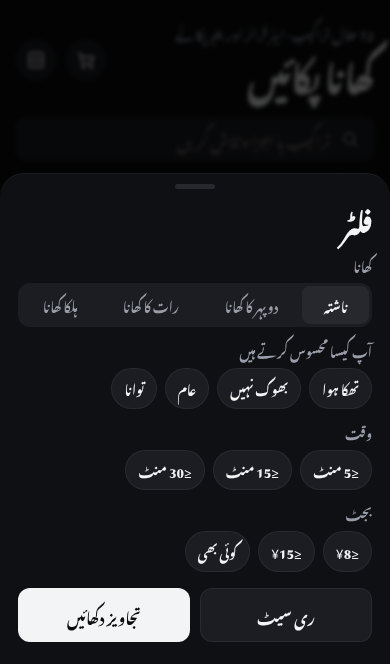 کھانا پکائیں
فلٹر
کھانا
ناشتہ دوپہر کا کھانا رات کا کھانا ہلکا کھانا
آپ کیسا محسوس کرتے ہیں
تھکا ہوا بھوک نہیں عام توانا
وقت
≤5 منٹ ≤15 منٹ ≤30 منٹ
بجٹ
≤8¥ ≤15¥ کوئی بھی
ری سیٹ تجاویز دکھائیں